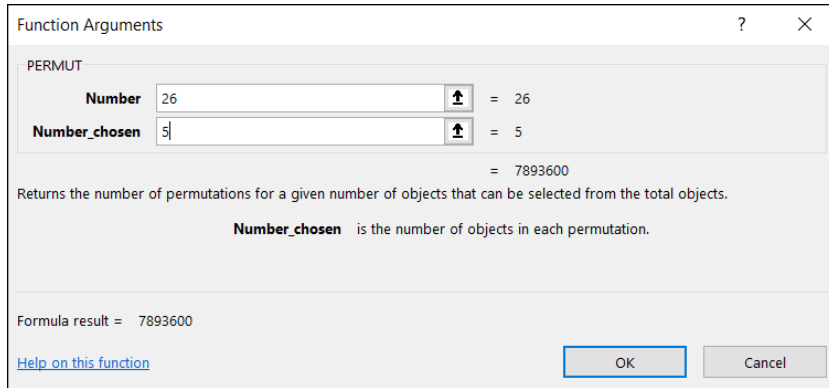 Function Arguments ? ×
PERMUT
Number 26 = 26
Number_chosen 5 = 5
= 7893600
Returns the number of permutations for a given number of objects that can be selected from the total objects.
Number_chosen is the number of objects in each permutation.
Formula result = 7893600
Help on this function OK Cancel